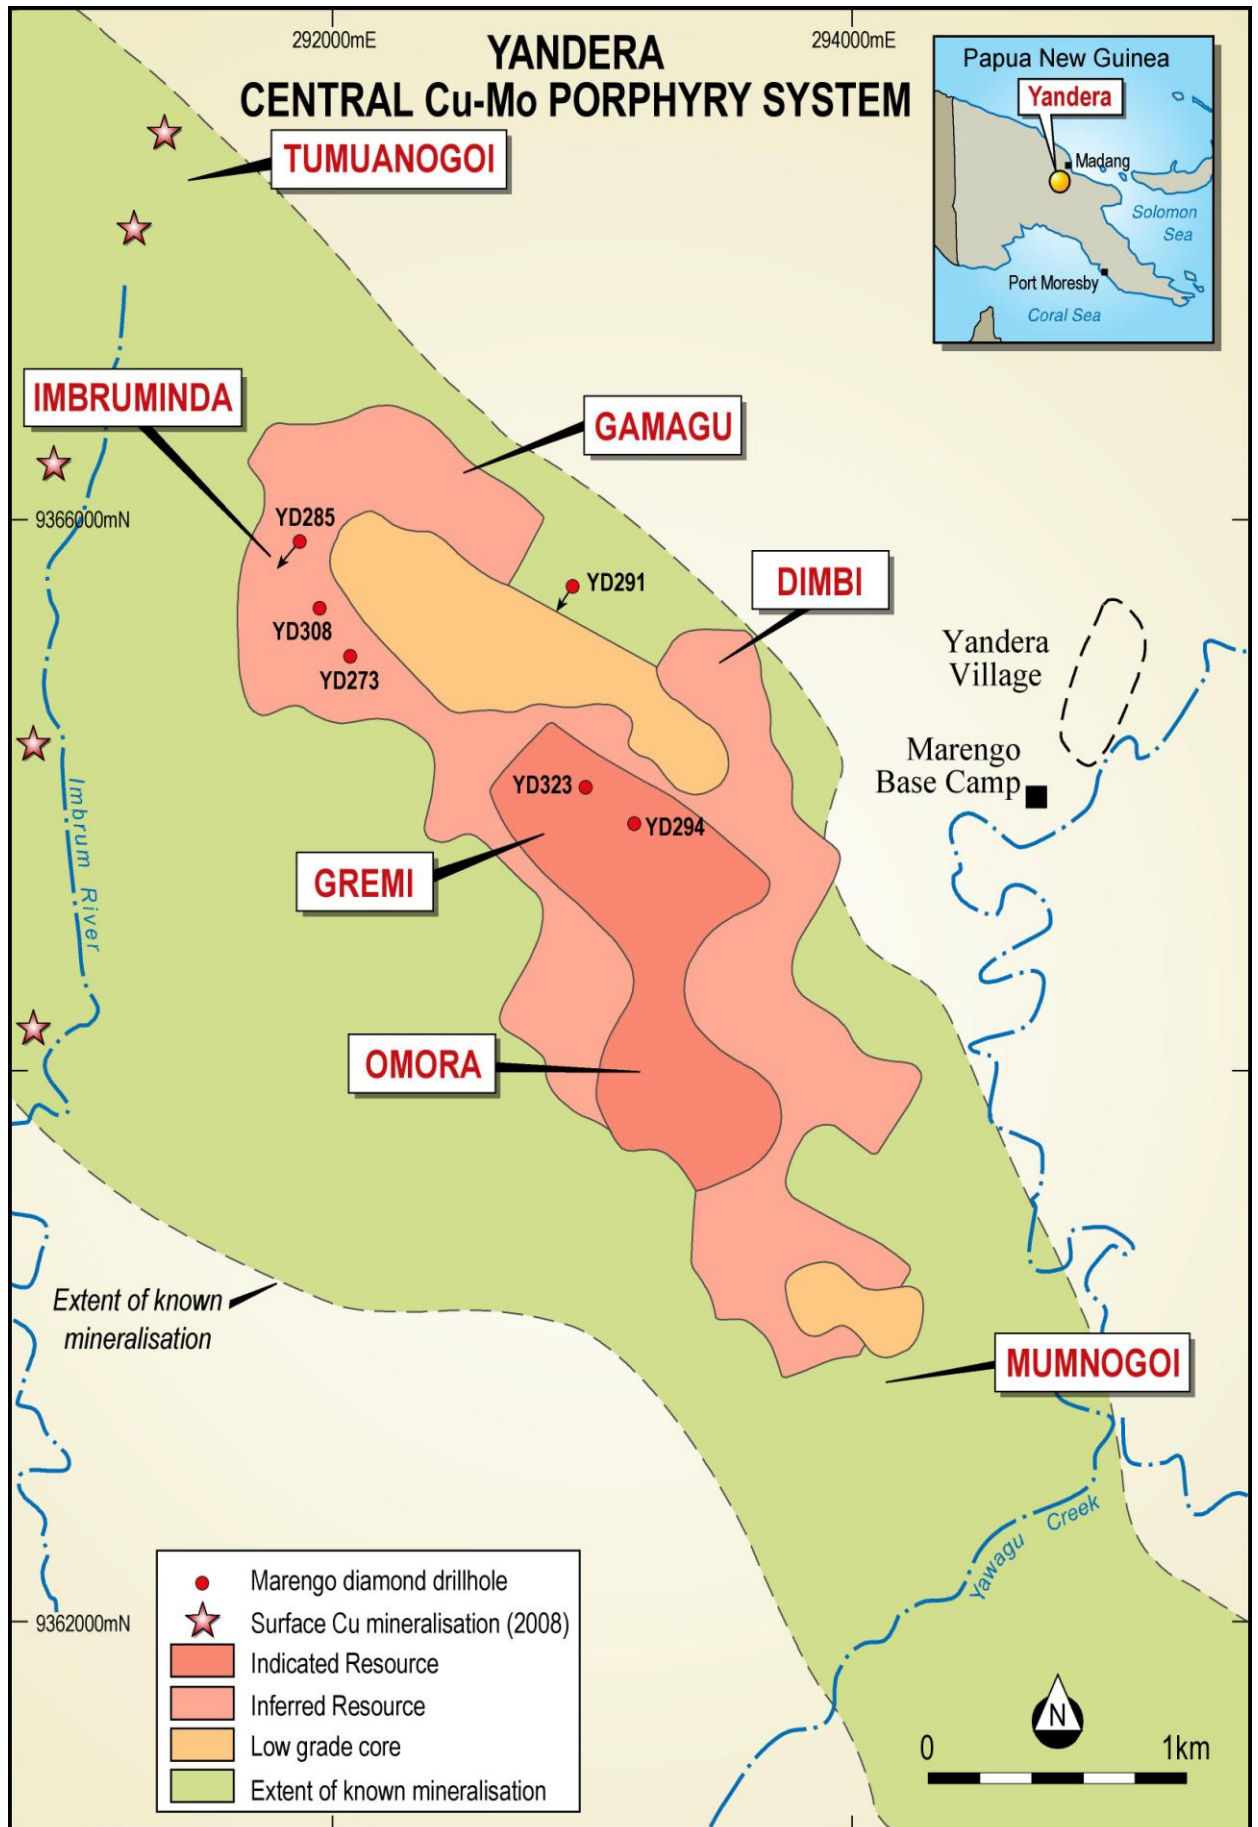 292000mE
294000mE
YANDERA
CENTRAL Cu-Mo PORPHYRY SYSTEM
Papua New Guinea
Yandera
Madang
Solomon
Sea
Port Moresby
Coral Sea
TUMUANOGOI
IMBRUMINDA
GAMAGU
9366000mN
YD285
YD291
DIMBI
YD308
YD273
Yandera
Village
Marengo
Base Camp
YD323
YD294
Imbrum River
GREMI
OMORA
Extent of known
mineralisation
MUMNOGOI
Yawagu Creek
9362000mN
Marengo diamond drillhole
Surface Cu mineralisation (2008)
Indicated Resource
Inferred Resource
Low grade core
Extent of known mineralisation
N
0 1km